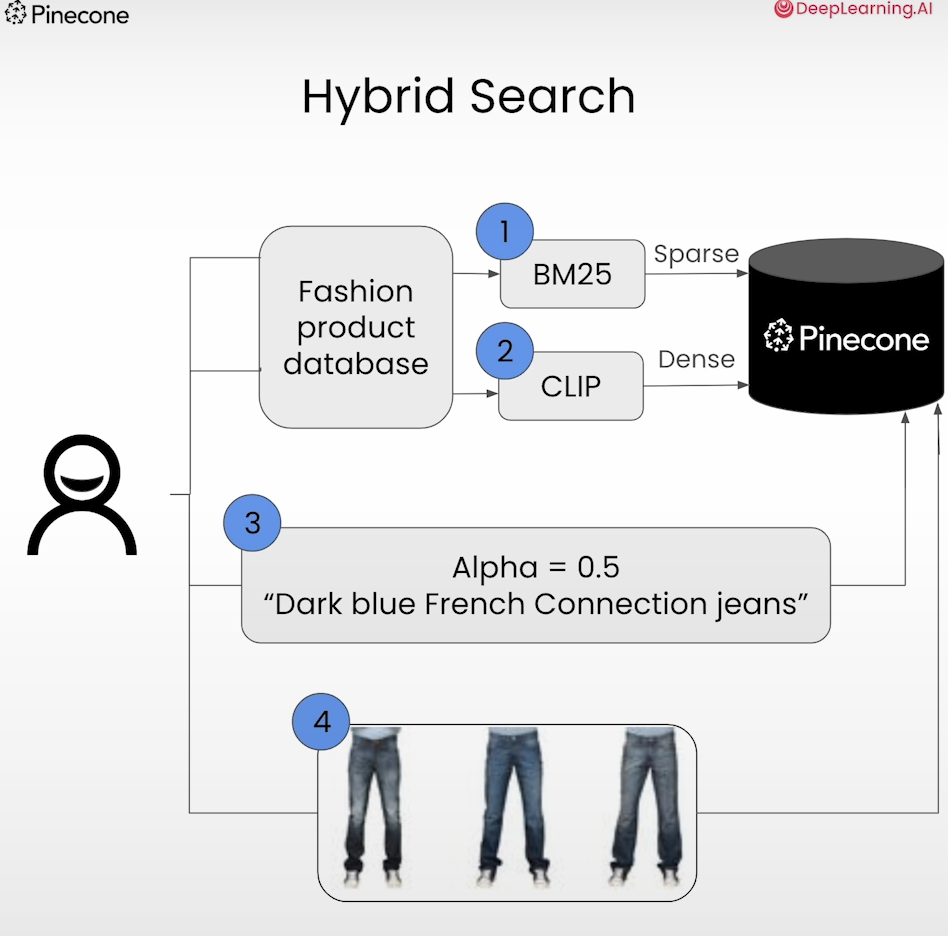 Pinecone
DeepLearning.AI
Hybrid Search
Fashion
product
database
1
BM25
Sparse
2
CLIP
Dense
Pinecone
3
Alpha = 0.5
“Dark blue French Connection jeans”
4